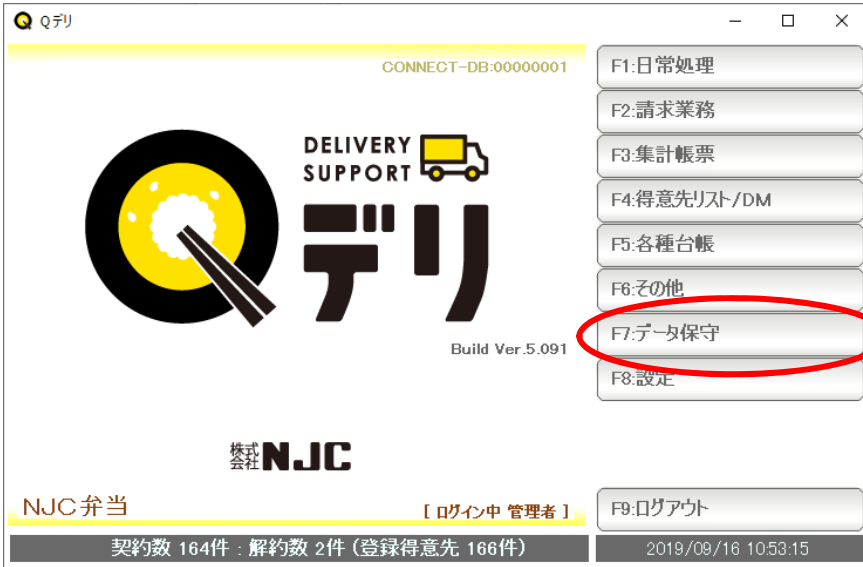 Qデリ
CONNECT-DB:00000001
DELIVERY
SUPPORT
デリ
Build Ver.5.091
株式会社NJC
NJC弁当
[ ログイン中 管理者 ]
契約数 164件 : 解約数 2件 (登録得意先 166件)
F1:日常処理
F2:請求業務
F3:集計帳票
F4:得意先リスト/DM
F5:各種台帳
F6:その他
F7:データ保守
F8:設定
F9:ログアウト
2019/09/16 10:53:15